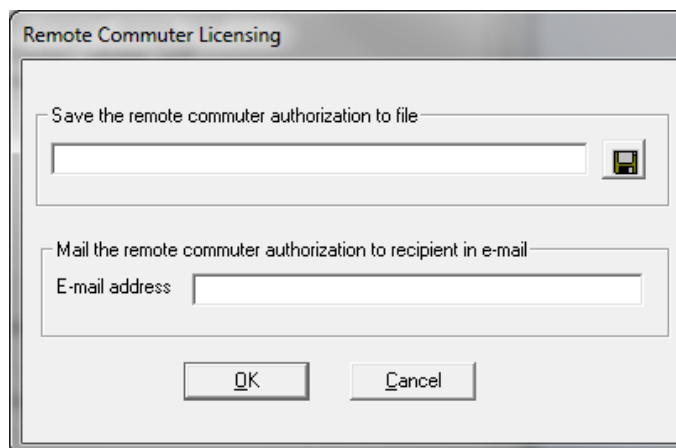 Remote Commuter Licensing
Save the remote commuter authorization to file
Mail the remote commuter authorization to recipient in e-mail
E-mail address
OK
Cancel